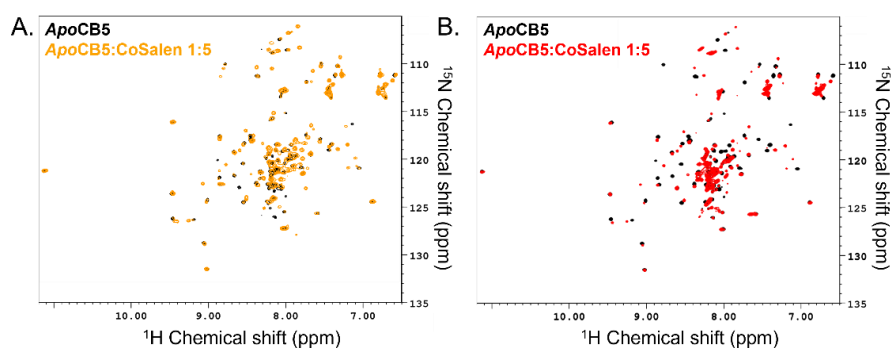 A.
ApoCB5
ApoCB5:CoSalen 1:5
110
115
120
125
130
135
10.00
9.00
8.00
7.00
¹H Chemical shift (ppm)
¹⁵N Chemical shift (ppm)
B.
ApoCB5
ApoCB5:CoSalen 1:5
110
115
120
125
130
135
10.00
9.00
8.00
7.00
¹H Chemical shift (ppm)
¹⁵N Chemical shift (ppm)